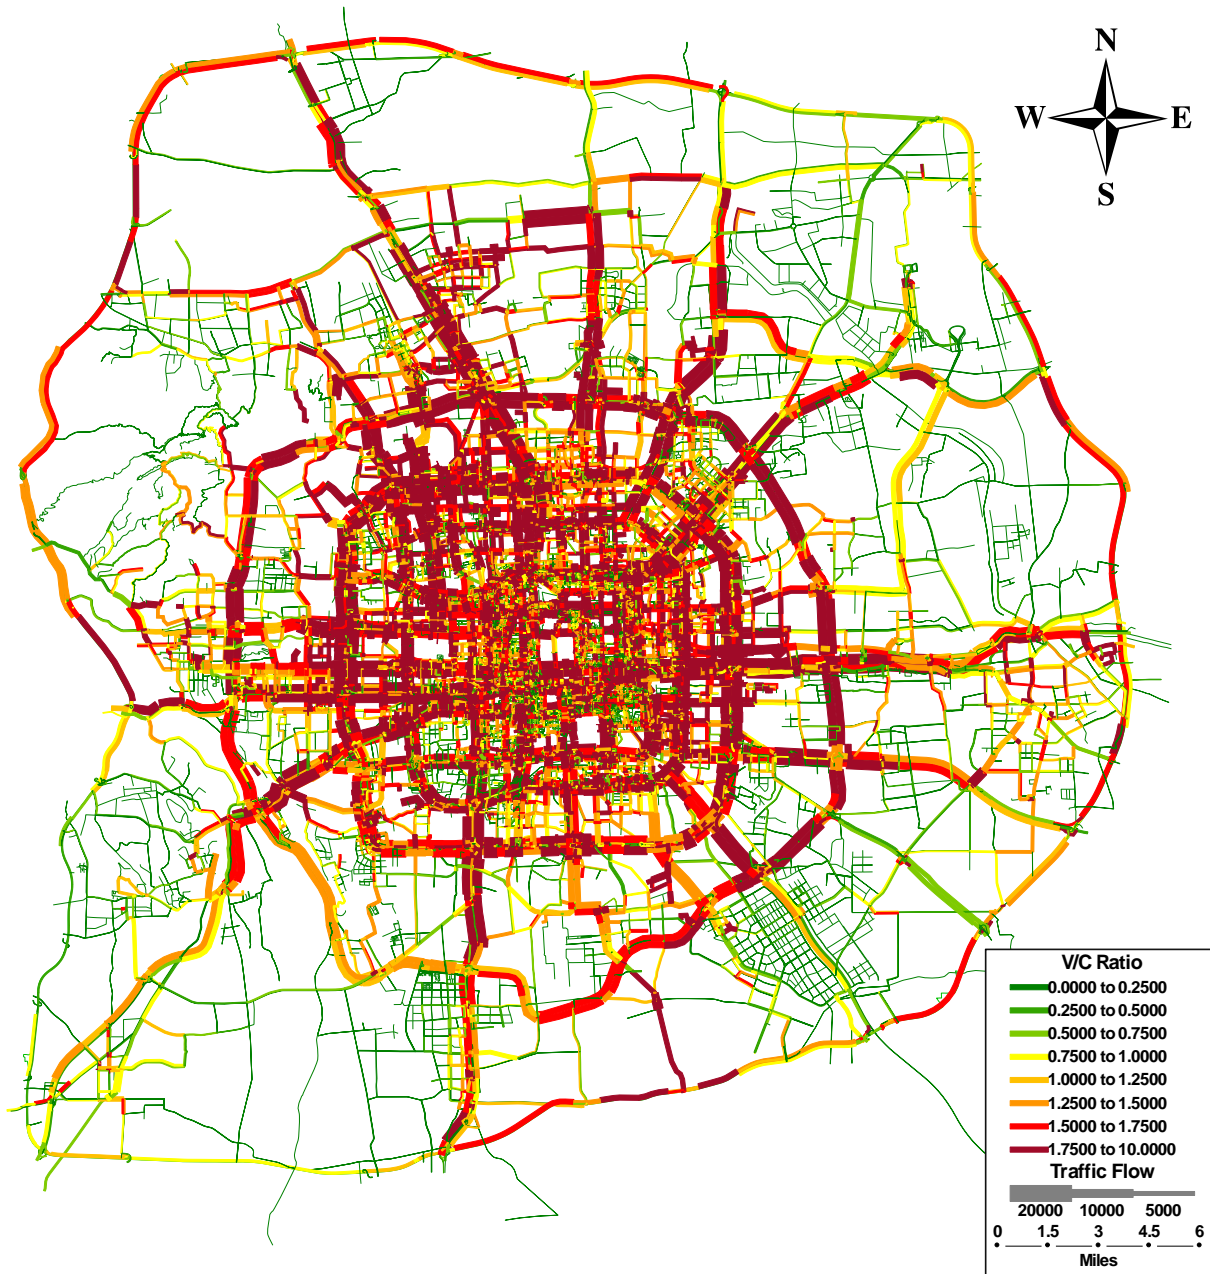 N
W E
S
V/C Ratio
0.0000 to 0.2500
0.2500 to 0.5000
0.5000 to 0.7500
0.7500 to 1.0000
1.0000 to 1.2500
1.2500 to 1.5000
1.5000 to 1.7500
1.7500 to 10.0000
Traffic Flow
20000 10000 5000
0 1.5 3 4.5 6
Miles